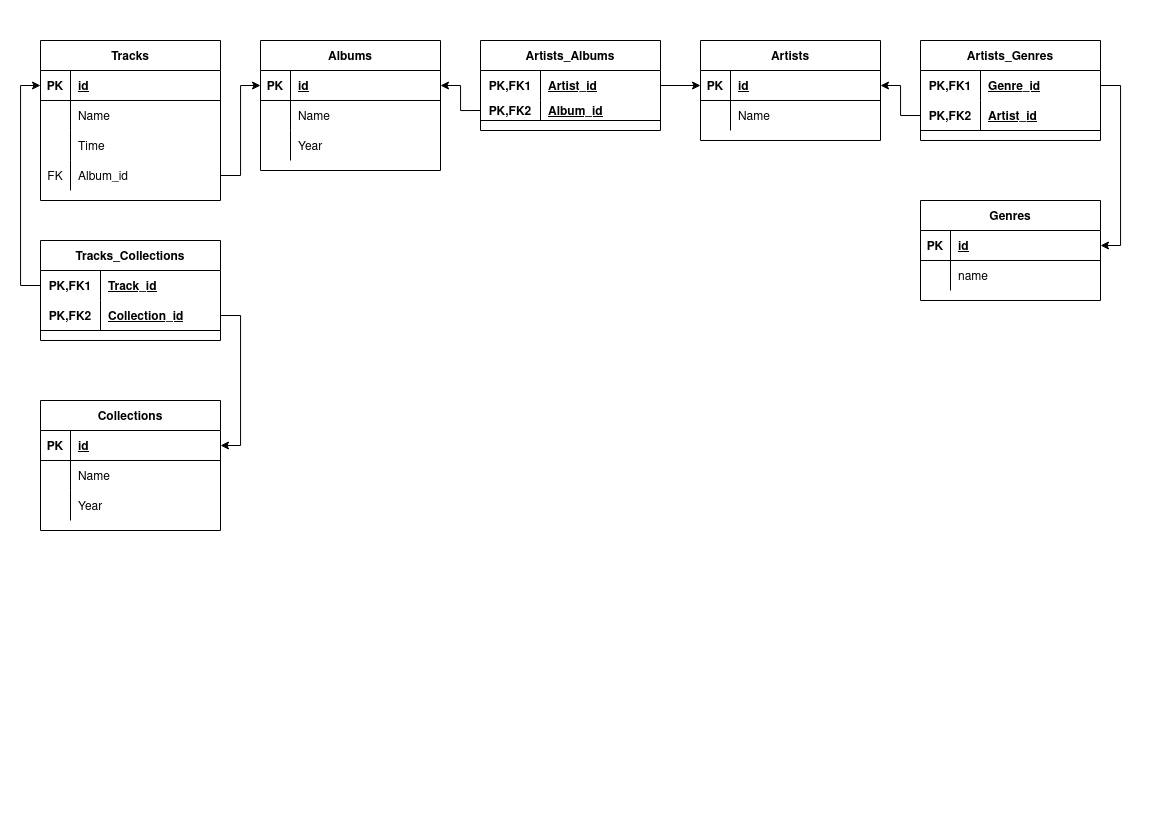 Tracks
PK id
Name
Time
FK Album_id
Albums
PK id
Name
Year
Artists_Albums
PK,FK1 Artist_id
PK,FK2 Album_id
Artists
PK id
Name
Artists_Genres
PK,FK1 Genre_id
PK,FK2 Artist_id
Genres
PK id
name
Tracks_Collections
PK,FK1 Track_id
PK,FK2 Collection_id
Collections
PK id
Name
Year